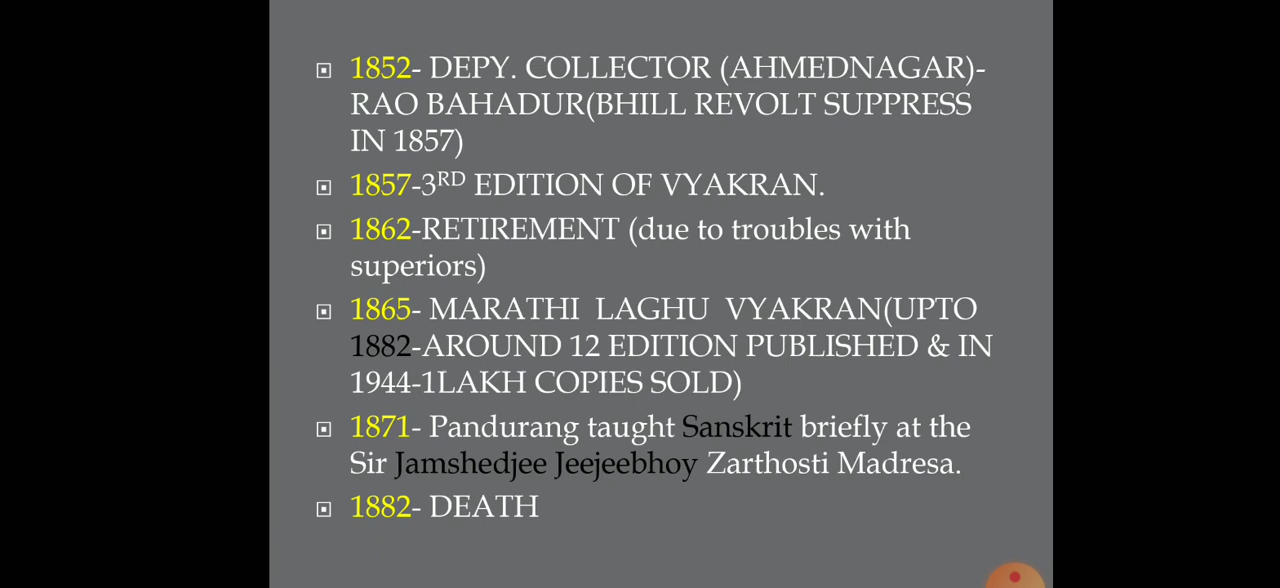 1852- DEPY. COLLECTOR (AHMEDNAGAR)-
RAO BAHADUR(BHILL REVOLT SUPPRESS
IN 1857)
1857-3RD EDITION OF VYAKRAN.
1862-RETIREMENT (due to troubles with
superiors)
1865- MARATHI LAGHU VYAKRAN(UPTO
1882-AROUND 12 EDITION PUBLISHED & IN
1944-1LAKH COPIES SOLD)
1871- Pandurang taught Sanskrit briefly at the
Sir Jamshedjee Jeejeebhoy Zarthosti Madresa.
1882- DEATH